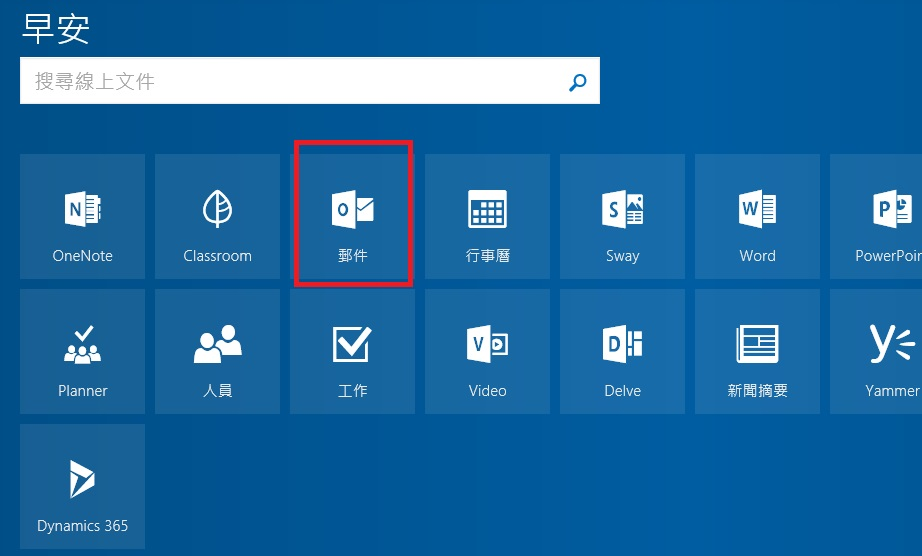 早安
搜尋線上文件
OneNote
Classroom
郵件
行事曆
Sway
Word
PowerPoin
Planner
人員
工作
Video
Delve
新聞摘要
Yammer
Dynamics 365